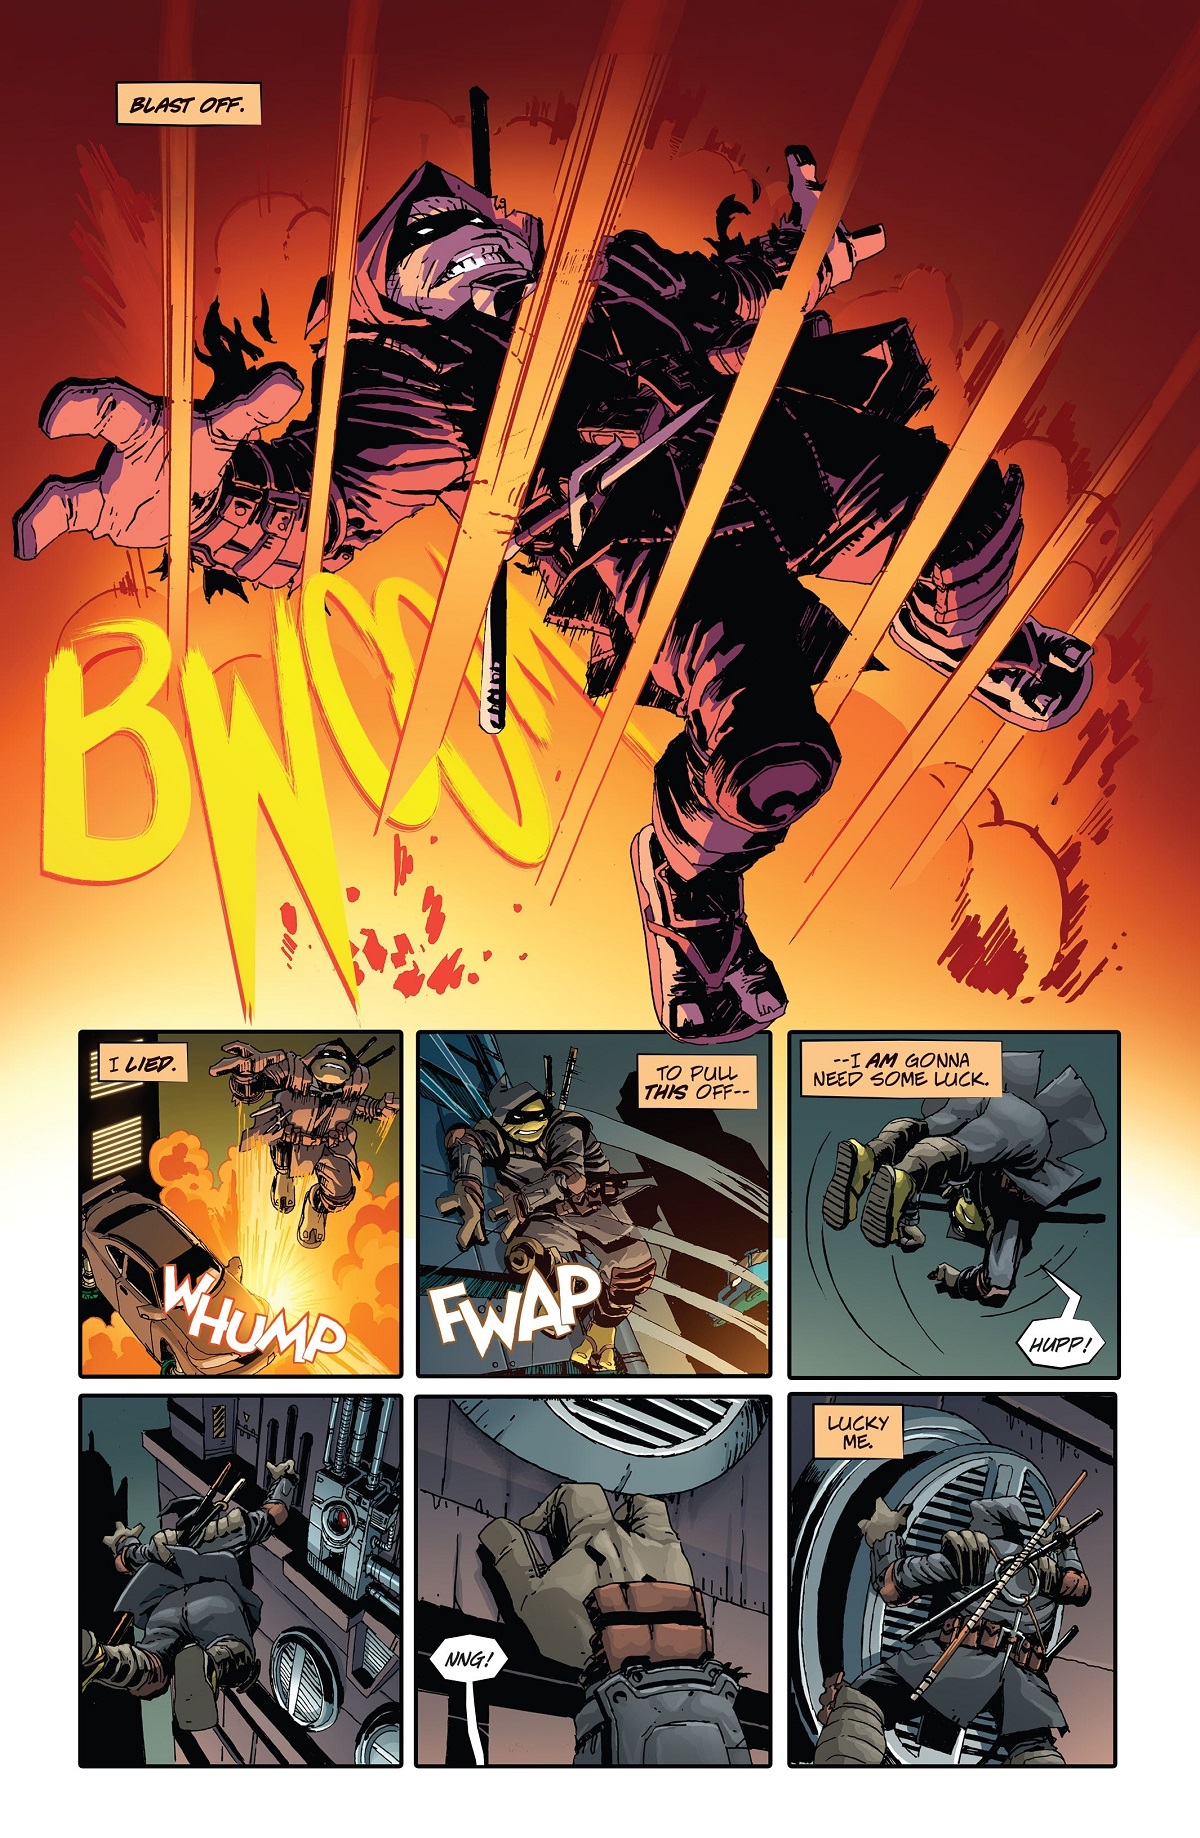 BLAST OFF.
BWOOM
I LIED.
WHUMP
TO PULL
THIS OFF--
FWAP
--I AM GONNA
NEED SOME LUCK.
HUPP!
NNG!
LUCKY
ME.